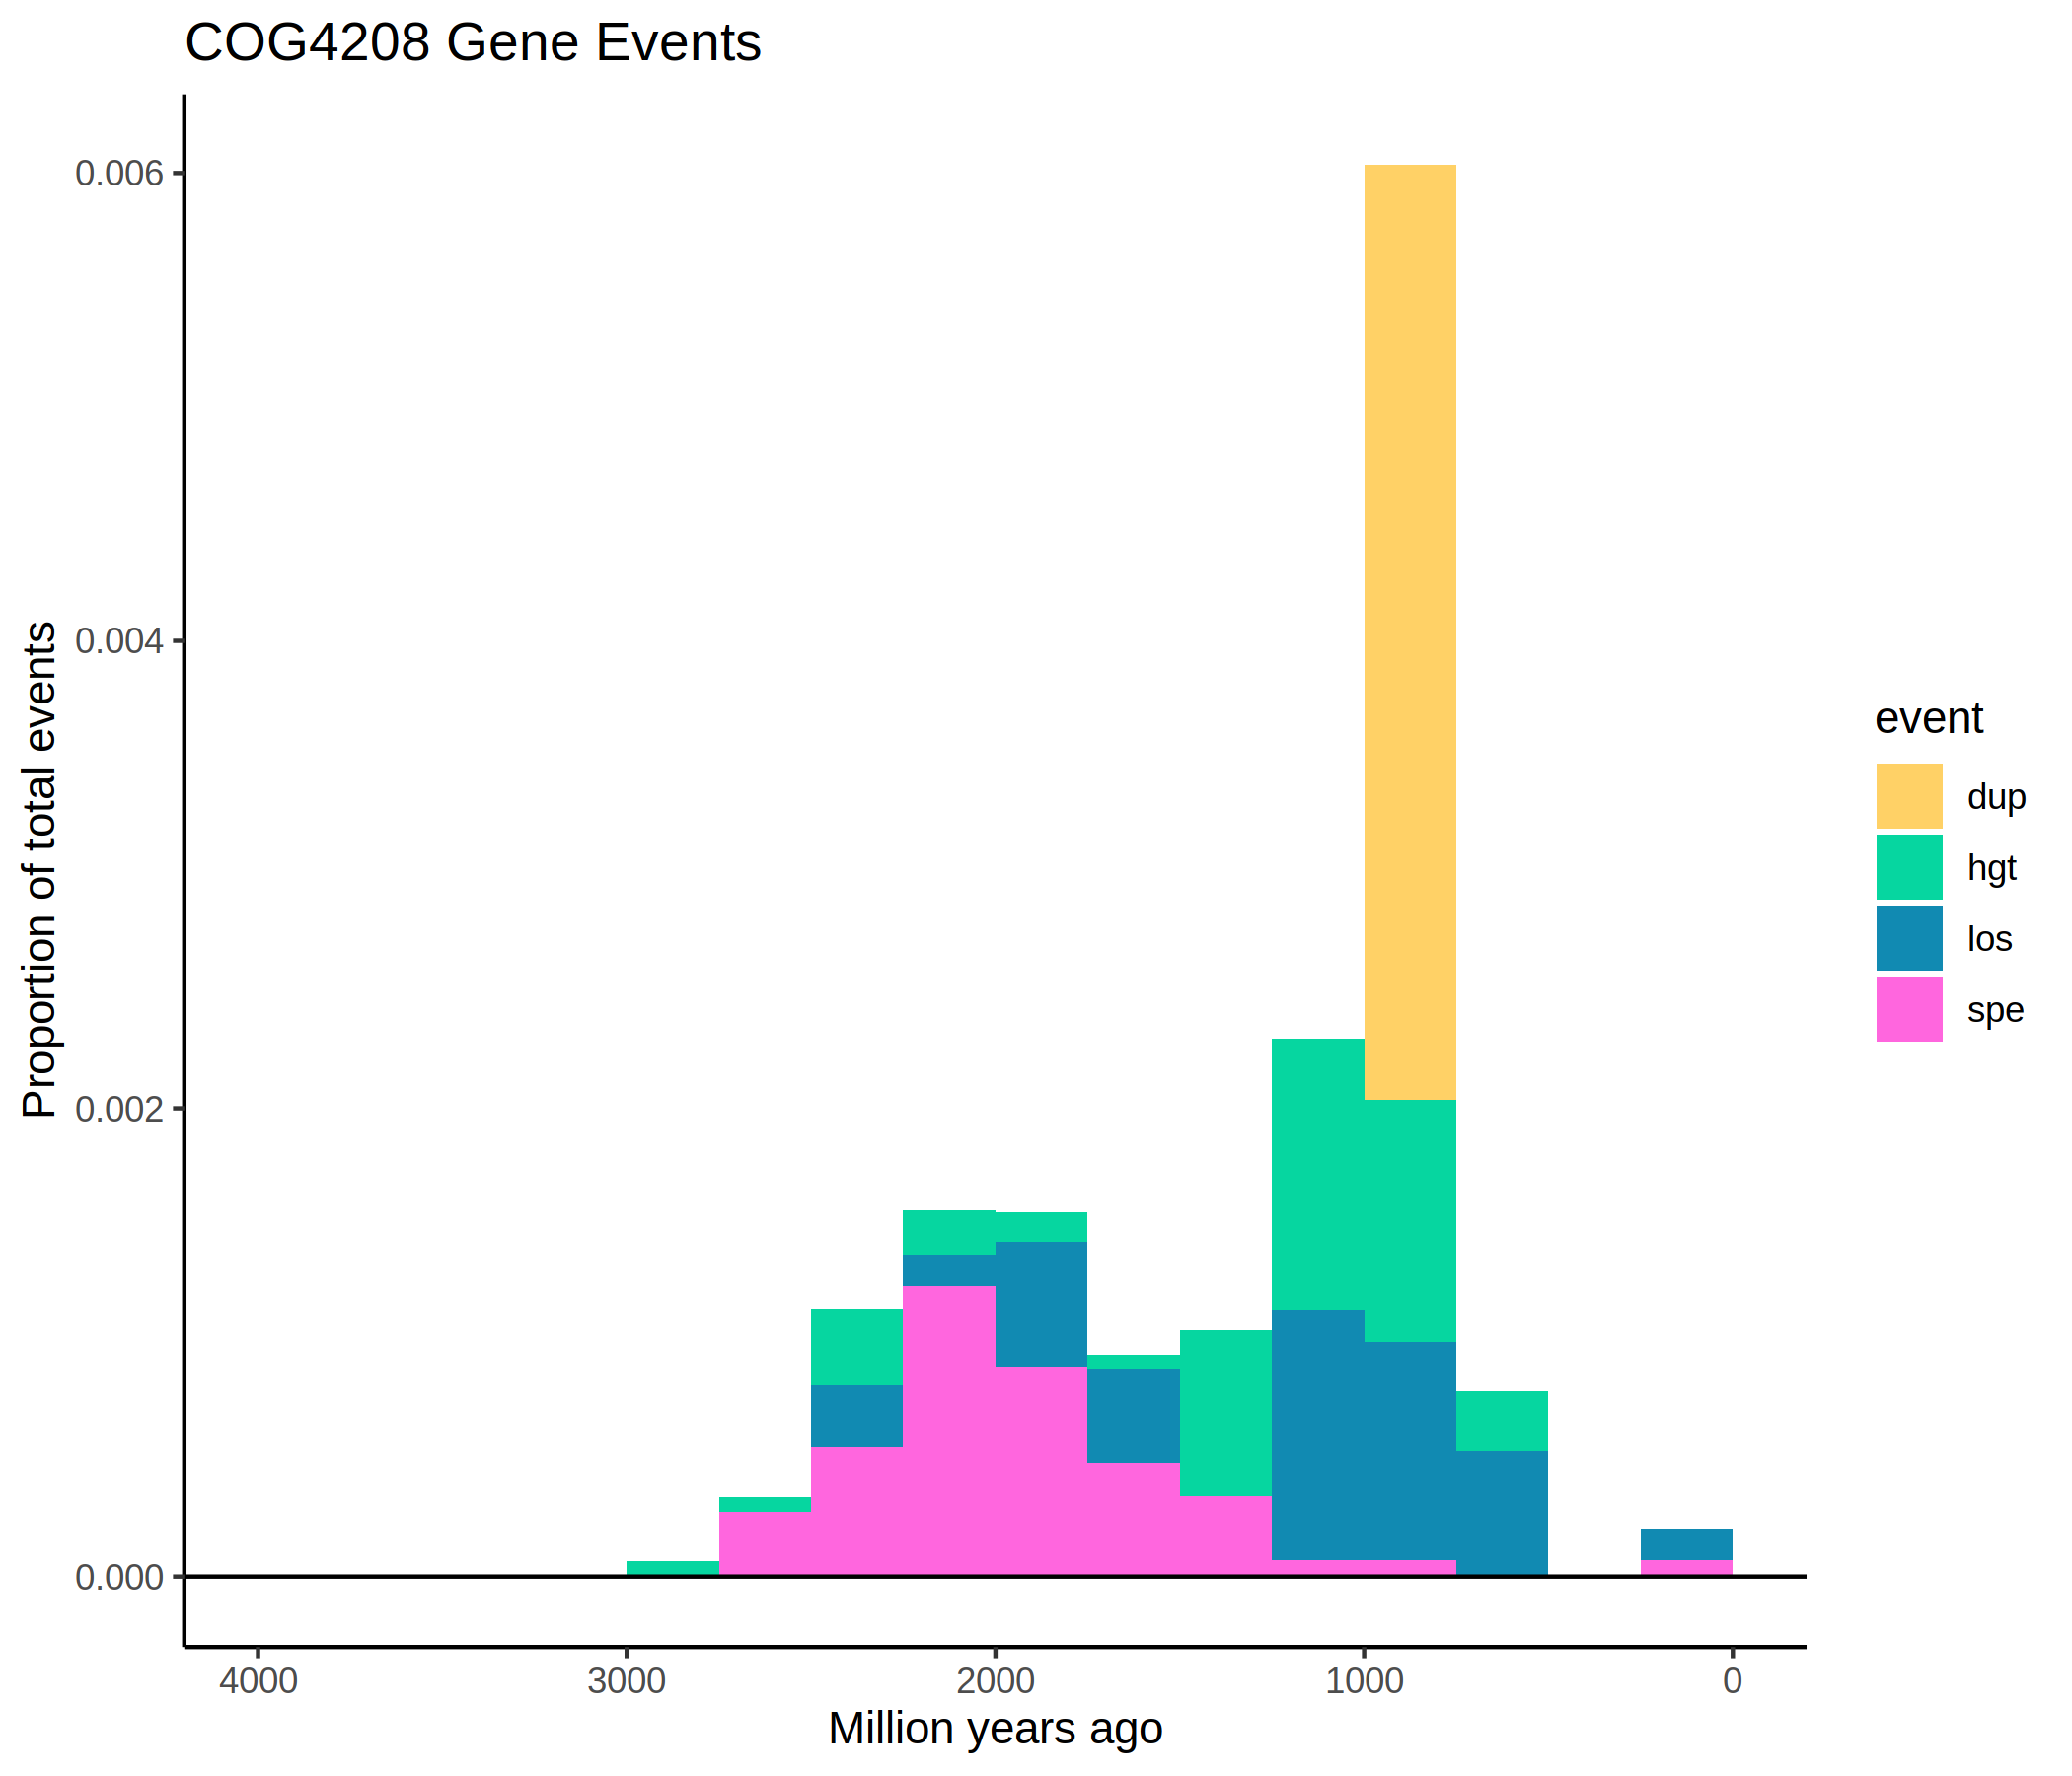 COG4208 Gene Events
Proportion of total events
0.006
0.004
0.002
0.000
4000 3000 2000 1000 0
Million years ago
event
dup
hgt
los
spe